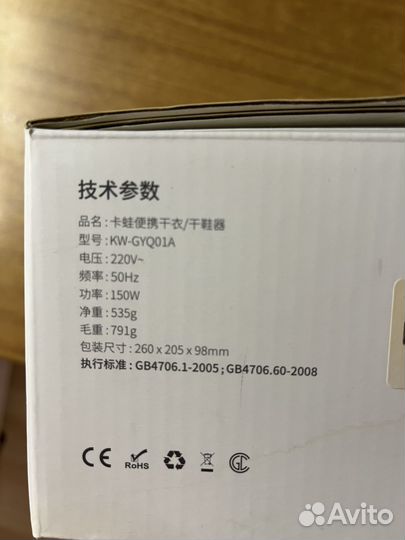 技术参数
品名:卡蛙便携干衣/干鞋器
型号:KW-GYQ01A
电压:220V~
频率:50Hz
功率:150W
净重:535g
毛重:791g
包装尺寸:260 x 205 x 98mm
执行标准:GB4706.1-2005;GB4706.60-2008
CE RoHS
Avito